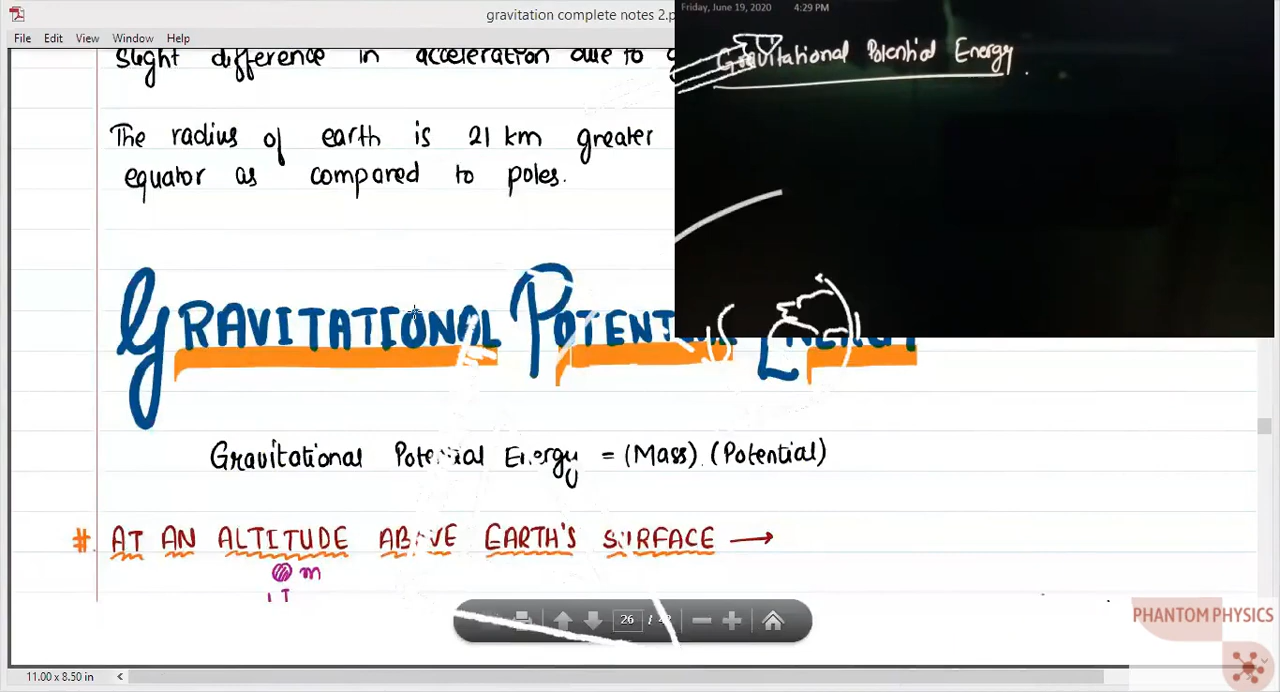 gravitation complete notes 2.p
File Edit View Window Help
Friday, June 19, 2020 4:29 PM
Gravitational Potential Energy.
Slight difference in acceleration due to
The radius of earth is 21 km greater
equator as compared to poles.
GRAVITATIONAL POTENTIAL ENERGY
Gravitational Potential Energy = (Mass). (Potential)
# AT AN ALTITUDE ABOVE EARTH'S SURFACE →
m
26 /
PHANTOM PHYSICS
11.00 x 8.50 in